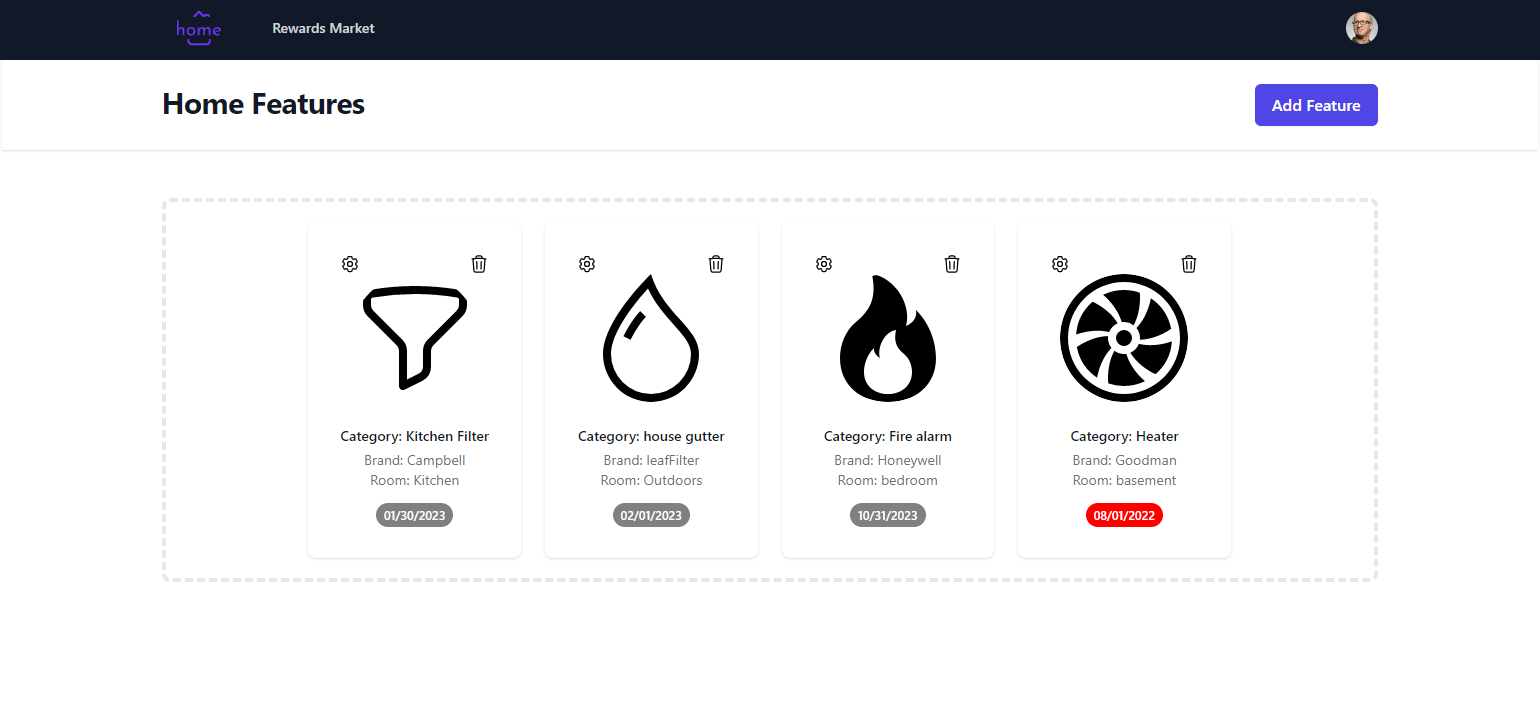 home
Rewards Market
Home Features
Add Feature
Category: Kitchen Filter
Brand: Campbell
Room: Kitchen
01/30/2023
Category: house gutter
Brand: leafFilter
Room: Outdoors
02/01/2023
Category: Fire alarm
Brand: Honeywell
Room: bedroom
10/31/2023
Category: Heater
Brand: Goodman
Room: basement
08/01/2022